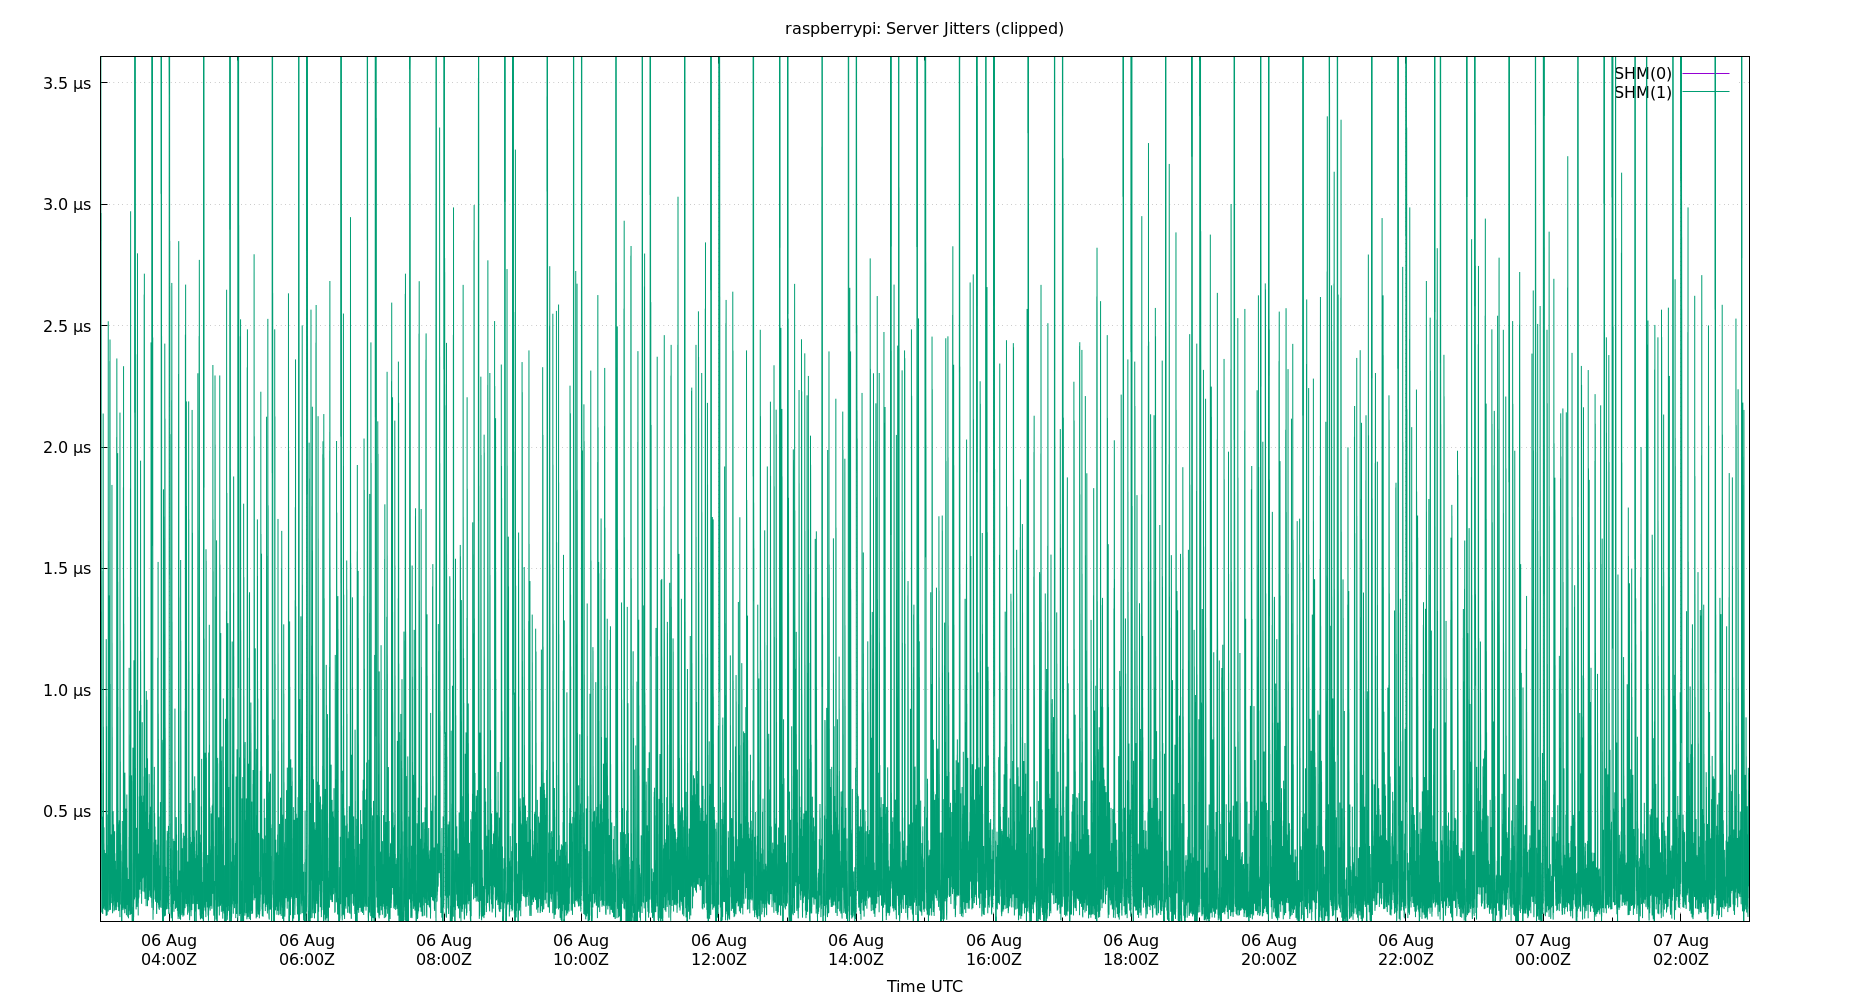 raspberrypi: Server Jitters (clipped)
SHM(0)
SHM(1)
3.5 µs
3.0 µs
2.5 µs
2.0 µs
1.5 µs
1.0 µs
0.5 µs
06 Aug 06 Aug 06 Aug 06 Aug 06 Aug 06 Aug 06 Aug 06 Aug 06 Aug 06 Aug 07 Aug 07 Aug
04:00Z 06:00Z 08:00Z 10:00Z 12:00Z 14:00Z 16:00Z 18:00Z 20:00Z 22:00Z 00:00Z 02:00Z
Time UTC